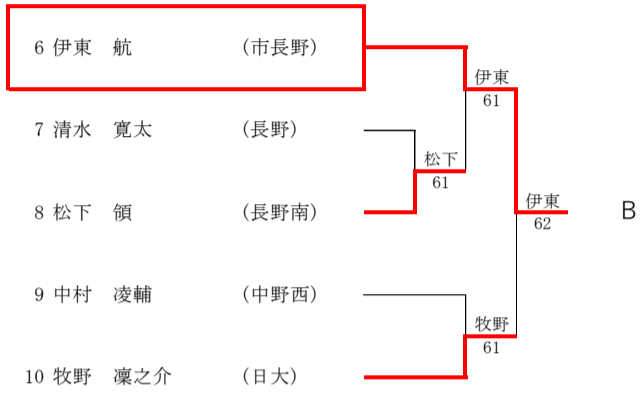 6 伊東 航 (市長野)
伊東
61
7 清水 寛太 (長野)
松下
61
8 松下 領 (長野南)
伊東
62
B
9 中村 凌輔 (中野西)
牧野
61
10 牧野 凜之介 (日大)